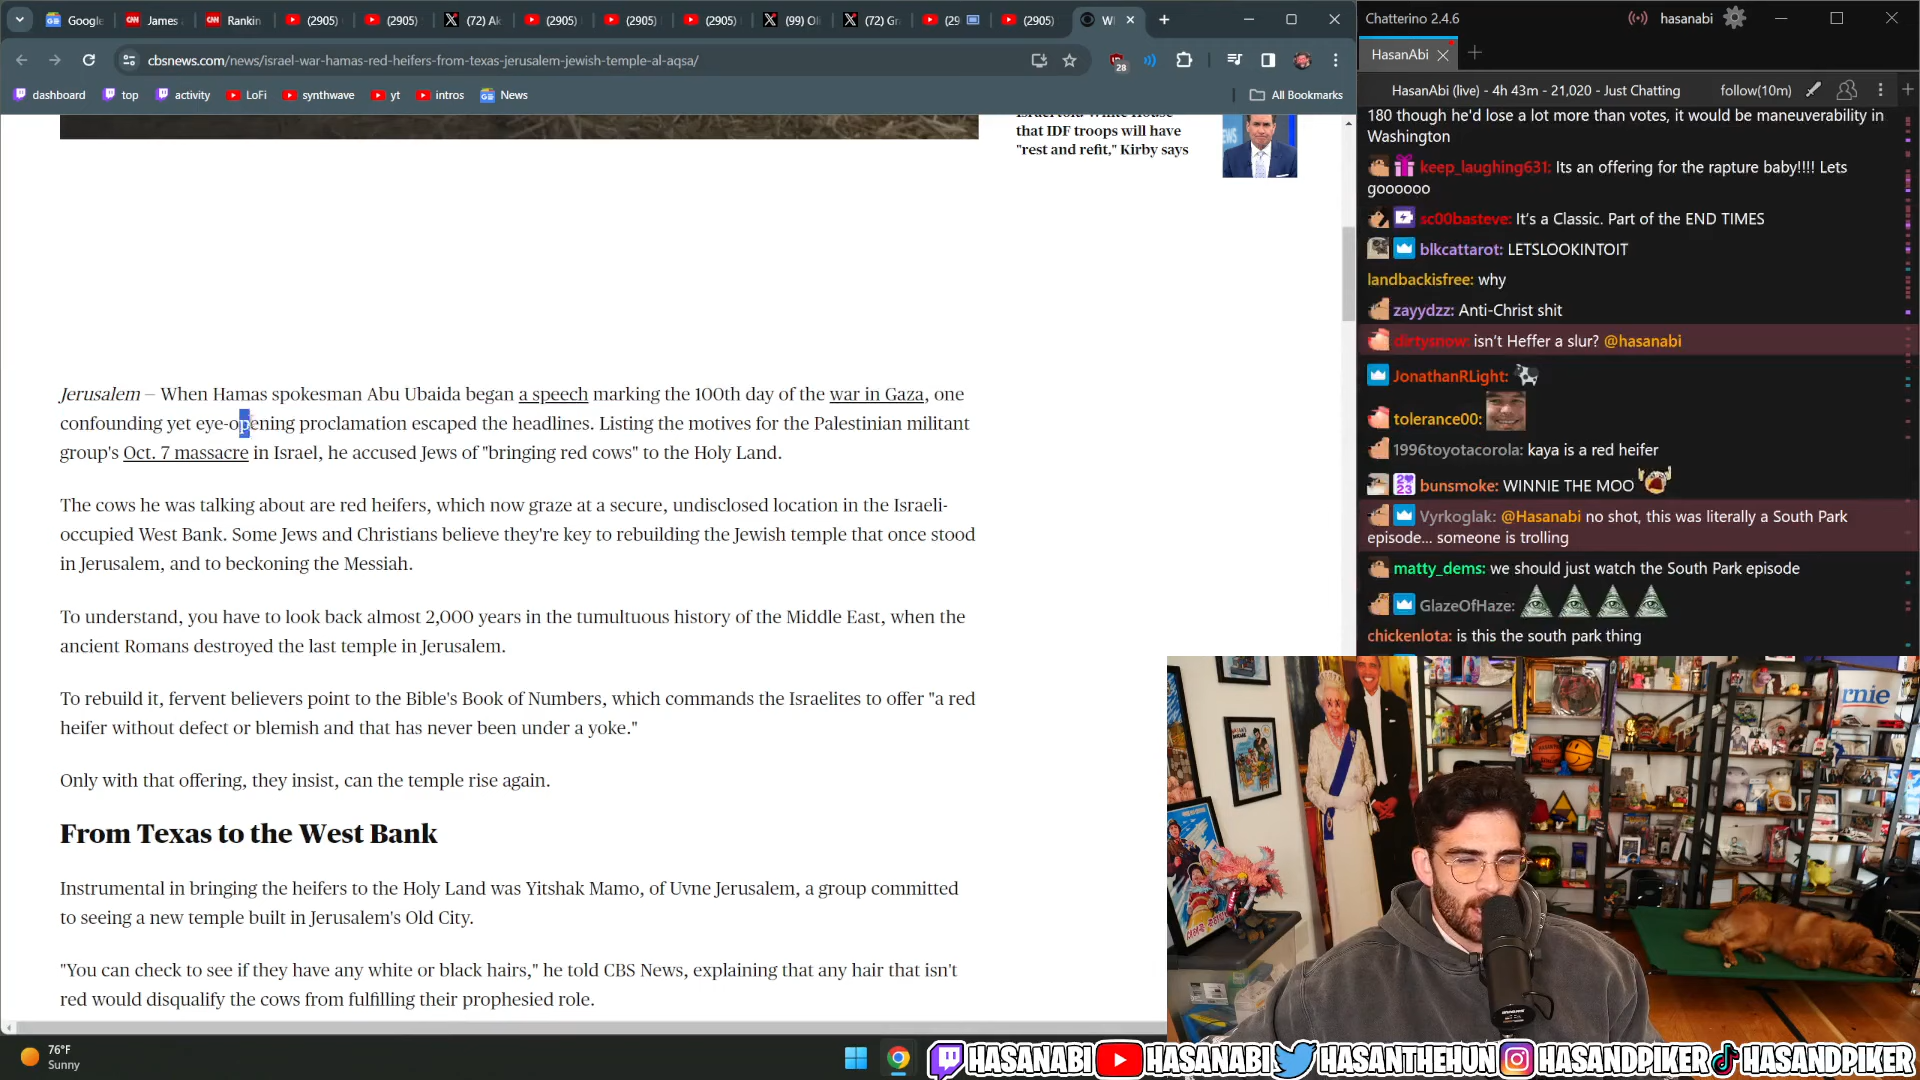 Google
James
Rankin
(2905)
(2905)
(72) Ak
(2905)
(2905)
(2905)
(99) Oli
(72) Gr
(29
(2905)
W
cbsnews.com/news/israel-war-hamas-red-heifers-from-texas-jerusalem-jewish-temple-al-aqsa/
28
dashboard
top
activity
LoFi
synthwave
yt
intros
News
All Bookmarks
that IDF troops will have
"rest and refit," Kirby says
Jerusalem — When Hamas spokesman Abu Ubaida began a speech marking the 100th day of the war in Gaza, one
confounding yet eye-opening proclamation escaped the headlines. Listing the motives for the Palestinian militant
group's Oct. 7 massacre in Israel, he accused Jews of "bringing red cows" to the Holy Land.
The cows he was talking about are red heifers, which now graze at a secure, undisclosed location in the Israeli-
occupied West Bank. Some Jews and Christians believe they're key to rebuilding the Jewish temple that once stood
in Jerusalem, and to beckoning the Messiah.
To understand, you have to look back almost 2,000 years in the tumultuous history of the Middle East, when the
ancient Romans destroyed the last temple in Jerusalem.
To rebuild it, fervent believers point to the Bible's Book of Numbers, which commands the Israelites to offer "a red
heifer without defect or blemish and that has never been under a yoke."
Only with that offering, they insist, can the temple rise again.
From Texas to the West Bank
Instrumental in bringing the heifers to the Holy Land was Yitshak Mamo, of Uvne Jerusalem, a group committed
to seeing a new temple built in Jerusalem's Old City.
"You can check to see if they have any white or black hairs," he told CBS News, explaining that any hair that isn't
red would disqualify the cows from fulfilling their prophesied role.
76°F
Sunny
Chatterino 2.4.6
hasanabi
HasanAbi
HasanAbi (live) - 4h 43m - 21,020 - Just Chatting
follow(10m)
180 though he'd lose a lot more than votes, it would be maneuverability in
Washington
keep_laughing631: Its an offering for the rapture baby!!!! Lets
goooooo
sc00basteve: It's a Classic. Part of the END TIMES
blkcattarot: LETSLOOKINTOIT
landbackisfree: why
zayydzz: Anti-Christ shit
dirtysnow: isn't Heffer a slur? @hasanabi
JonathanRLight:
tolerance00:
1996toyotacorola: kaya is a red heifer
bunsmoke: WINNIE THE MOO
Vyrkoglak: @Hasanabi no shot, this was literally a South Park
episode... someone is trolling
matty_dems: we should just watch the South Park episode
GlazeOfHaze:
chickenlota: is this the south park thing
rnie
HASANABI
HASANABI
HASANTHEHUN
HASANDPIKER
HASANDPIKER